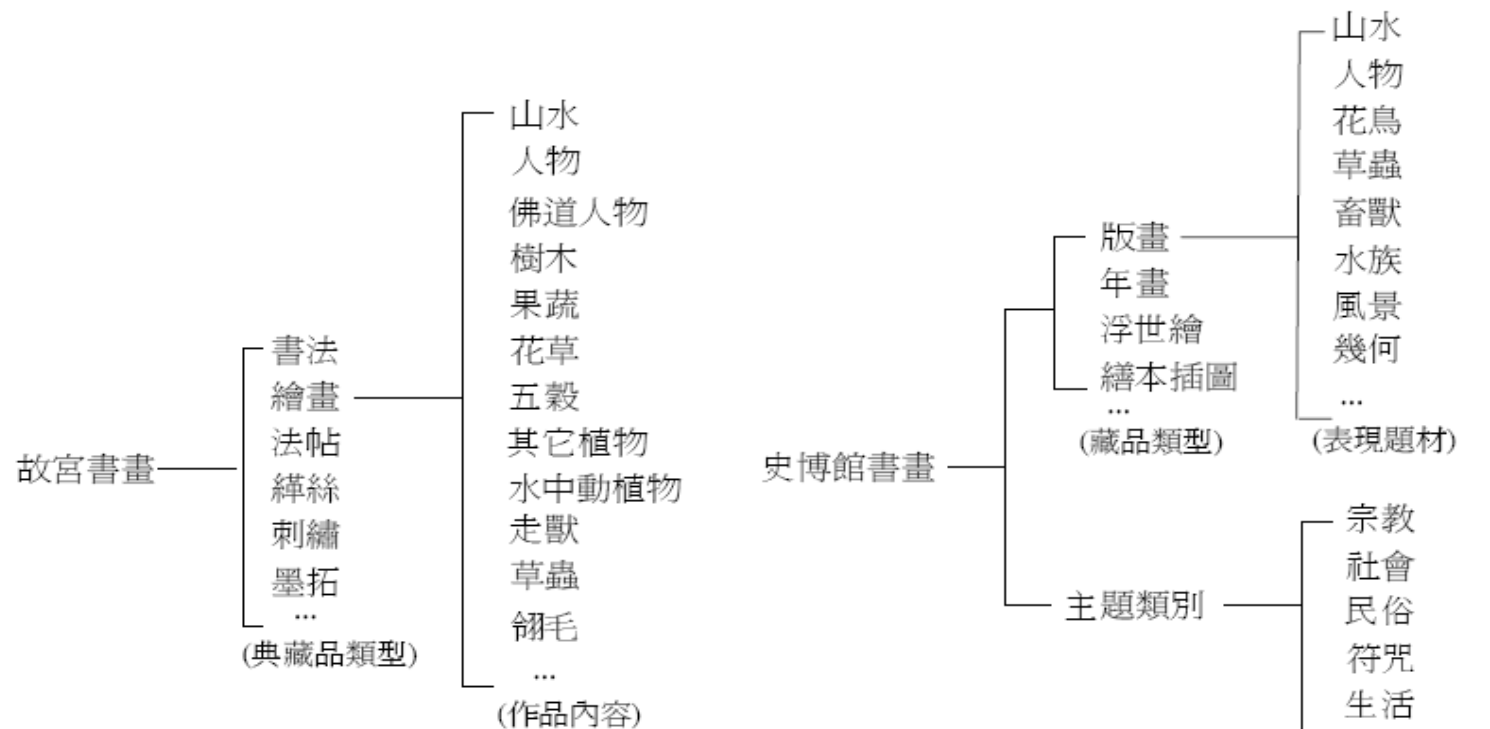 故宮書畫
書法
繪畫
法帖
緙絲
刺繡
墨拓
...
(典藏品類型)
山水
人物
佛道人物
樹木
果蔬
花草
五穀
其它植物
水中動植物
走獸
草蟲
翎毛
...
(作品內容)
史博館書畫
版畫
年畫
浮世繪
繕本插圖
...
(藏品類型)
山水
人物
花鳥
草蟲
畜獸
水族
風景
幾何
...
(表現題材)
主題類別
宗教
社會
民俗
符咒
生活